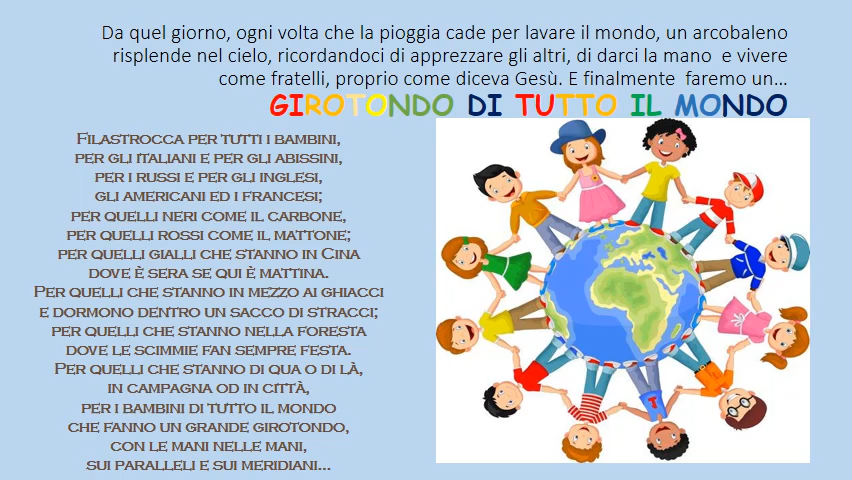 Da quel giorno, ogni volta che la pioggia cade per lavare il mondo, un arcobaleno
risplende nel cielo, ricordandoci di apprezzare gli altri, di darci la mano e vivere
come fratelli, proprio come diceva Gesù. E finalmente faremo un...
GIROTONDO DI TUTTO IL MONDO
Filastrocca per tutti i bambini,
per gli italiani e per gli abissini,
per i russi e per gli inglesi,
gli americani ed i francesi;
per quelli neri come il carbone,
per quelli rossi come il mattone;
per quelli gialli che stanno in Cina
dove è sera se qui è mattina.
Per quelli che stanno in mezzo ai ghiacci
e dormono dentro un sacco di stracci;
per quelli che stanno nella foresta
dove le scimmie fan sempre festa.
Per quelli che stanno di qua o di là,
in campagna od in città,
per i bambini di tutto il mondo
che fanno un grande girotondo,
con le mani nelle mani,
sui paralleli e sui meridiani...